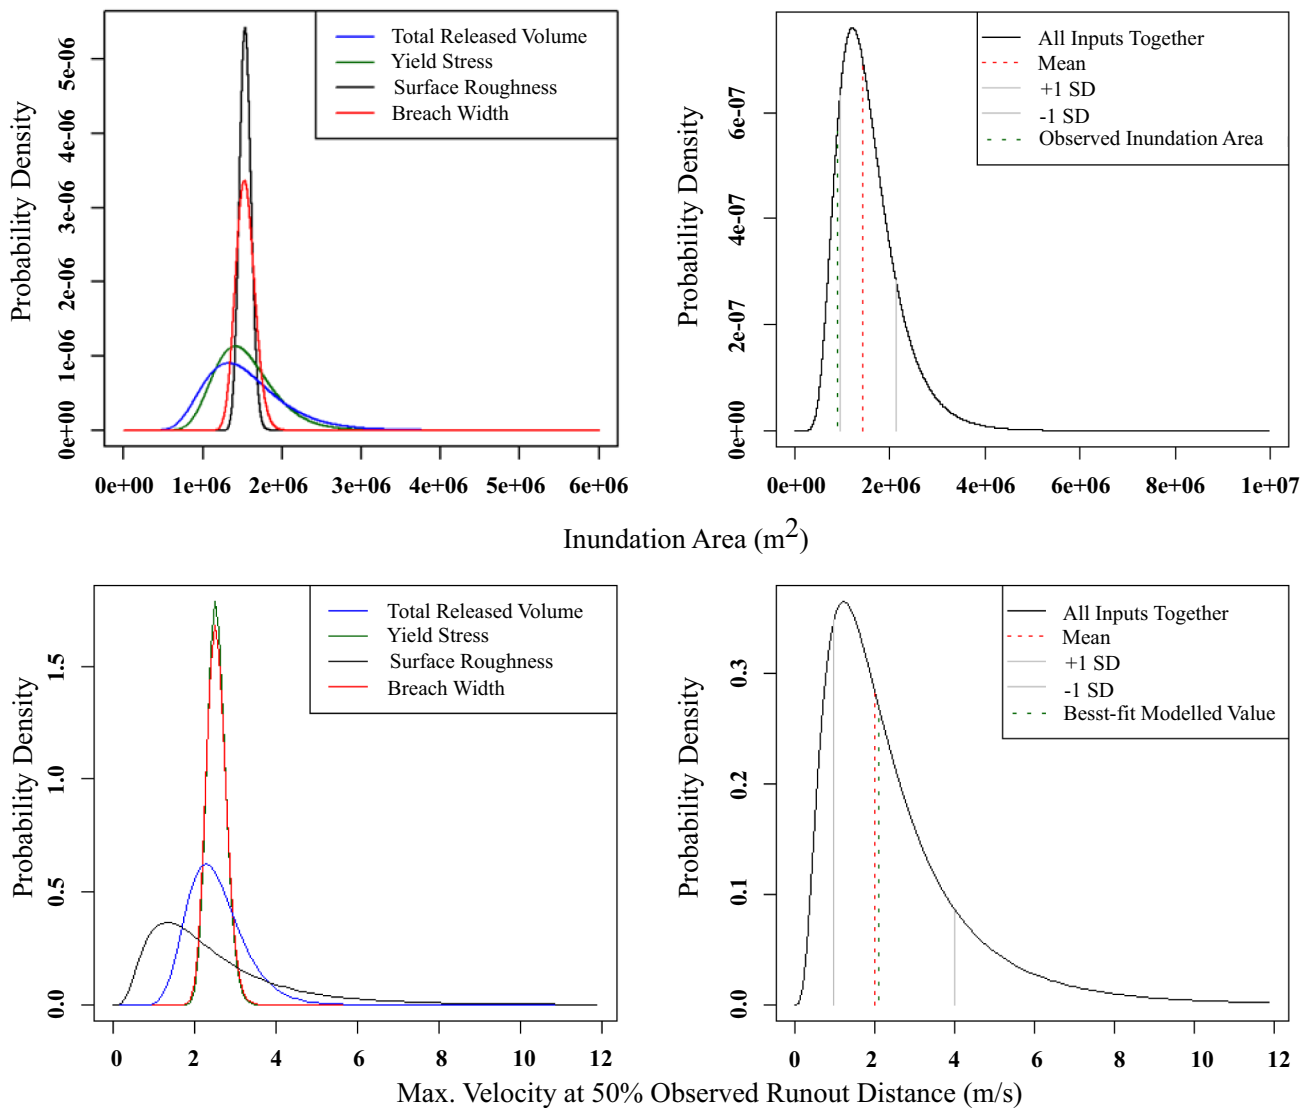 Total Released Volume
Yield Stress
Surface Roughness
Breach Width
Probability Density
0e+00 1e-06 2e-06 3e-06 4e-06 5e-06
0e+00 1e+06 2e+06 3e+06 4e+06 5e+06 6e+06
All Inputs Together
Mean
+1 SD
-1 SD
Observed Inundation Area
Probability Density
0e+00 2e-07 4e-07 6e-07
0e+00 2e+06 4e+06 6e+06 8e+06 1e+07
Inundation Area (m2)
Total Released Volume
Yield Stress
Surface Roughness
Breach Width
Probability Density
0.0 0.5 1.0 1.5
0 2 4 6 8 10 12
All Inputs Together
Mean
+1 SD
-1 SD
Besst-fit Modelled Value
Probability Density
0.0 0.1 0.2 0.3
0 2 4 6 8 10 12
Max. Velocity at 50% Observed Runout Distance (m/s)